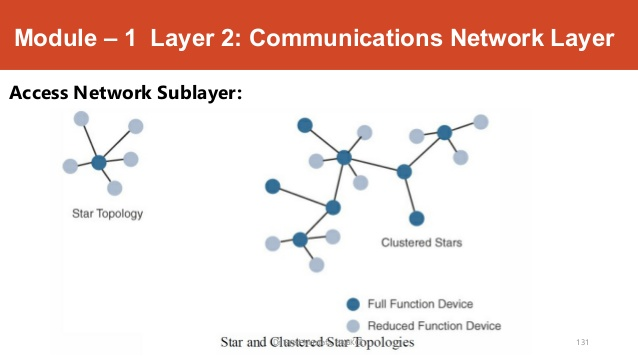 Module – 1 Layer 2: Communications Network Layer
Access Network Sublayer:
Star Topology
Clustered Stars
Full Function Device
Reduced Function Device
Star and Clustered Star Topologies
131